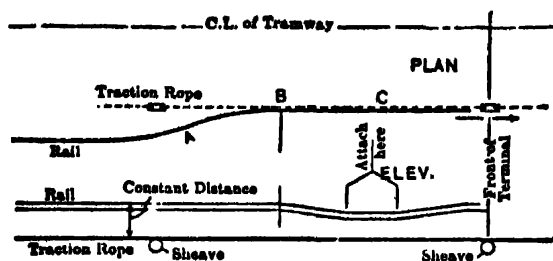 C.L. of Tramway
PLAN
Traction Rope
B
C
A
Rail
Attach
here
ELEV.
Front of
Terminal
Rail
Constant Distance
Traction Rope
Sheave
Sheave